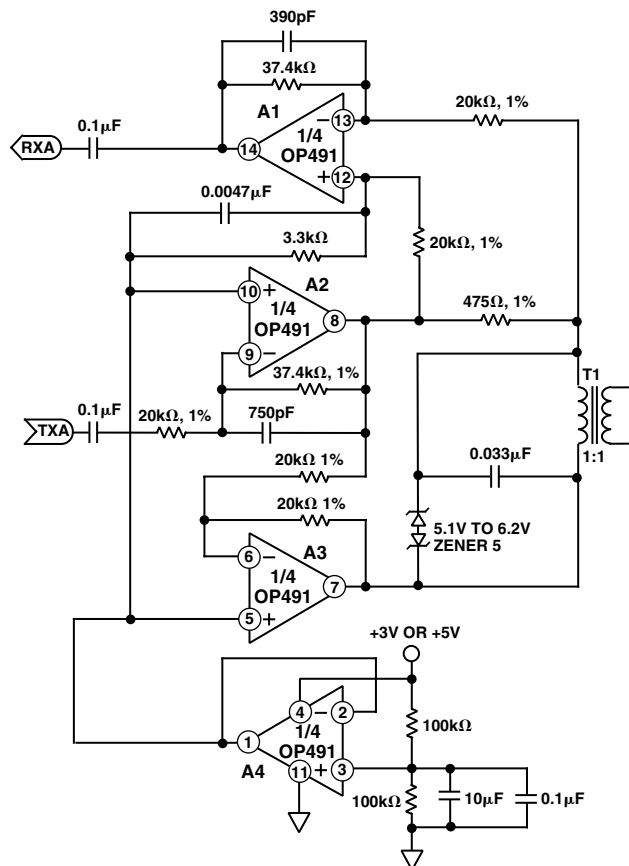 390pF
37.4kΩ
A1
20kΩ, 1%
0.1µF
13
1/4
OP491
14
RXA
12
0.0047µF
3.3kΩ
20kΩ, 1%
A2
10
1/4
OP491
8
475Ω, 1%
9
T1
37.4kΩ, 1%
0.1µF
20kΩ, 1%
750pF
TXA
0.033µF
1:1
20kΩ 1%
20kΩ 1%
5.1V TO 6.2V
ZENER 5
A3
6
1/4
OP491
7
5
+3V OR +5V
4
2
1/4
OP491
1
100kΩ
A4
11
3
100kΩ
10µF
0.1µF